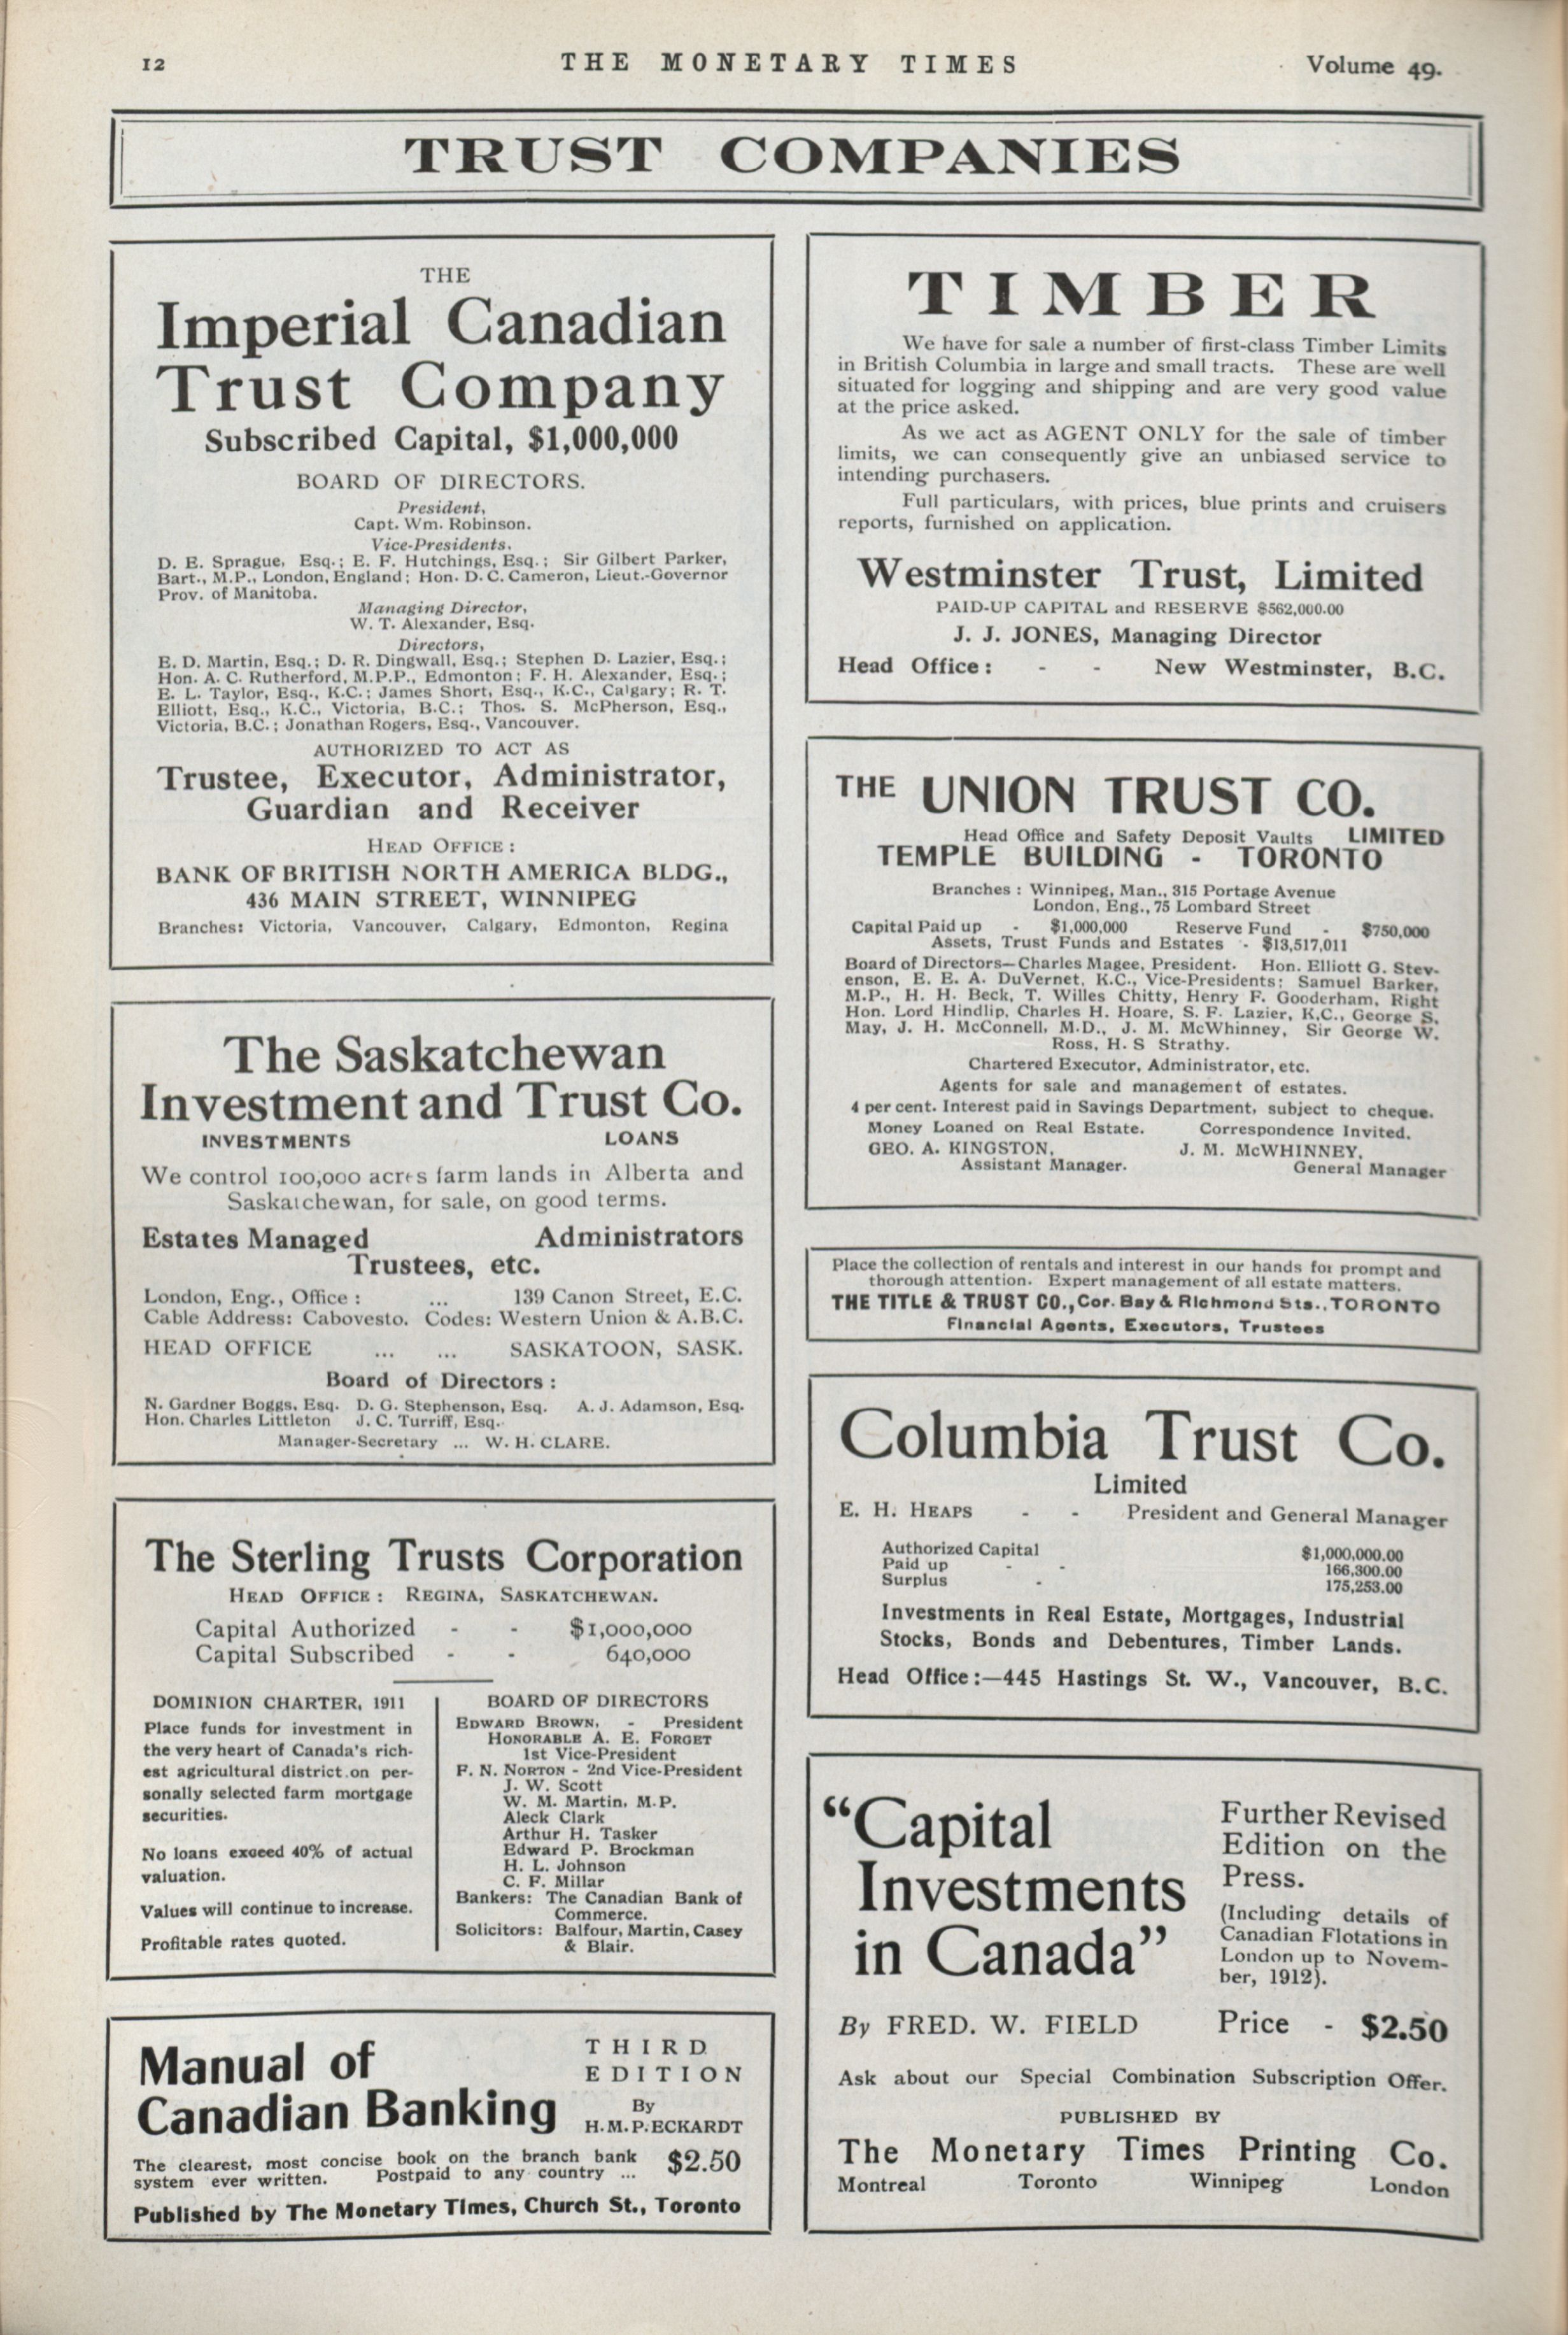 12
THE MONETARY TIMES
Volume 49.
TRUST COMPANIES
THE
Imperial Canadian
Trust Company
Subscribed Capital, $1,000,000
BOARD OF DIRECTORS.
President,
Capt. Wm. Robinson.
Vice-Presidents,
D. E. Sprague, Esq.; E. F. Hutchings, Esq.; Sir Gilbert Parker,
Bart., M.P., London, England; Hon. D. C. Cameron, Lieut.-Governor
Prov. of Manitoba.
Managing Director,
W. T. Alexander, Esq.
Directors,
E. D. Martin, Esq.; D. R. Dingwall, Esq.; Stephen D. Lazier, Esq.;
Hon. A. C. Rutherford, M.P.P., Edmonton; F. H. Alexander, Esq.;
E. L. Taylor, Esq., K.C.; James Short, Esq., K.C., Calgary; R. T.
Elliott, Esq., K.C., Victoria, B.C.; Thos. S. McPherson, Esq.,
Victoria, B.C.; Jonathan Rogers, Esq., Vancouver.
AUTHORIZED TO ACT AS
Trustee, Executor, Administrator,
Guardian and Receiver
HEAD OFFICE:
BANK OF BRITISH NORTH AMERICA BLDG.,
436 MAIN STREET, WINNIPEG
Branches: Victoria, Vancouver, Calgary, Edmonton, Regina
The Saskatchewan
Investment and Trust Co.
INVESTMENTS LOANS
We control 100,000 acres farm lands in Alberta and
Saskatchewan, for sale, on good terms.
Estates Managed Administrators
Trustees, etc.
London, Eng., Office: ... 139 Canon Street, E.C.
Cable Address: Cabovesto. Codes: Western Union & A.B.C.
HEAD OFFICE ... ... SASKATOON, SASK.
Board of Directors:
N. Gardner Boggs, Esq. D. G. Stephenson, Esq. A. J. Adamson, Esq.
Hon. Charles Littleton J. C. Turriff, Esq.
Manager-Secretary ... W. H. CLARE.
The Sterling Trusts Corporation
HEAD OFFICE: REGINA, SASKATCHEWAN.
Capital Authorized - - $1,000,000
Capital Subscribed - - 640,000
DOMINION CHARTER, 1911
Place funds for investment in
the very heart of Canada's rich-
est agricultural district on per-
sonally selected farm mortgage
securities.
No loans exceed 40% of actual
valuation.
Values will continue to increase.
Profitable rates quoted.
BOARD OF DIRECTORS
EDWARD BROWN, - President
HONORABLE A. E. FORGET
1st Vice-President
F. N. NORTON - 2nd Vice-President
J. W. Scott
W. M. Martin, M.P.
Aleck Clark
Arthur H. Tasker
Edward P. Brockman
H. L. Johnson
C. F. Millar
Bankers: The Canadian Bank of
Commerce.
Solicitors: Balfour, Martin, Casey
& Blair.
Manual of
Canadian Banking
THIRD
EDITION
By
H.M.P. ECKARDT
The clearest, most concise book on the branch bank
system ever written. Postpaid to any country ...
$2.50
Published by The Monetary Times, Church St., Toronto
TIMBER
We have for sale a number of first-class Timber Limits
in British Columbia in large and small tracts. These are well
situated for logging and shipping and are very good value
at the price asked.
As we act as AGENT ONLY for the sale of timber
limits, we can consequently give an unbiased service to
intending purchasers.
Full particulars, with prices, blue prints and cruisers
reports, furnished on application.
Westminster Trust, Limited
PAID-UP CAPITAL and RESERVE $562,000.00
J. J. JONES, Managing Director
Head Office: - - New Westminster, B.C.
THE UNION TRUST CO.
Head Office and Safety Deposit Vaults LIMITED
TEMPLE BUILDING - TORONTO
Branches: Winnipeg, Man., 315 Portage Avenue
London, Eng., 75 Lombard Street
Capital Paid up - $1,000,000 Reserve Fund - $750,000
Assets, Trust Funds and Estates - $13,517,011
Board of Directors—Charles Magee, President. Hon. Elliott G. Stev-
enson, E. E. A. DuVernet, K.C., Vice-Presidents; Samuel Barker,
M.P., H. H. Beck, T. Willes Chitty, Henry F. Gooderham, Right
Hon. Lord Hindlip, Charles H. Hoare, S. F. Lazier, K.C., George S.
May, J. H. McConnell, M.D., J. M. McWhinney, Sir George W.
Ross, H. S Strathy.
Chartered Executor, Administrator, etc.
Agents for sale and management of estates.
4 per cent. Interest paid in Savings Department, subject to cheque.
Money Loaned on Real Estate. Correspondence Invited.
GEO. A. KINGSTON, J. M. McWHINNEY,
Assistant Manager. General Manager
Place the collection of rentals and interest in our hands for prompt and
thorough attention. Expert management of all estate matters.
THE TITLE & TRUST CO., Cor. Bay & Richmond Sts., TORONTO
Financial Agents, Executors, Trustees
Columbia Trust Co.
Limited
E. H. HEAPS - - President and General Manager
Authorized Capital $1,000,000.00
Paid up - - 166,300.00
Surplus - 175,253.00
Investments in Real Estate, Mortgages, Industrial
Stocks, Bonds and Debentures, Timber Lands.
Head Office:—445 Hastings St. W., Vancouver, B.C.
"Capital
Investments
in Canada"
Further Revised
Edition on the
Press.
(Including details of
Canadian Flotations in
London up to Novem-
ber, 1912).
By FRED. W. FIELD Price - $2.50
Ask about our Special Combination Subscription Offer.
PUBLISHED BY
The Monetary Times Printing Co.
Montreal Toronto Winnipeg London